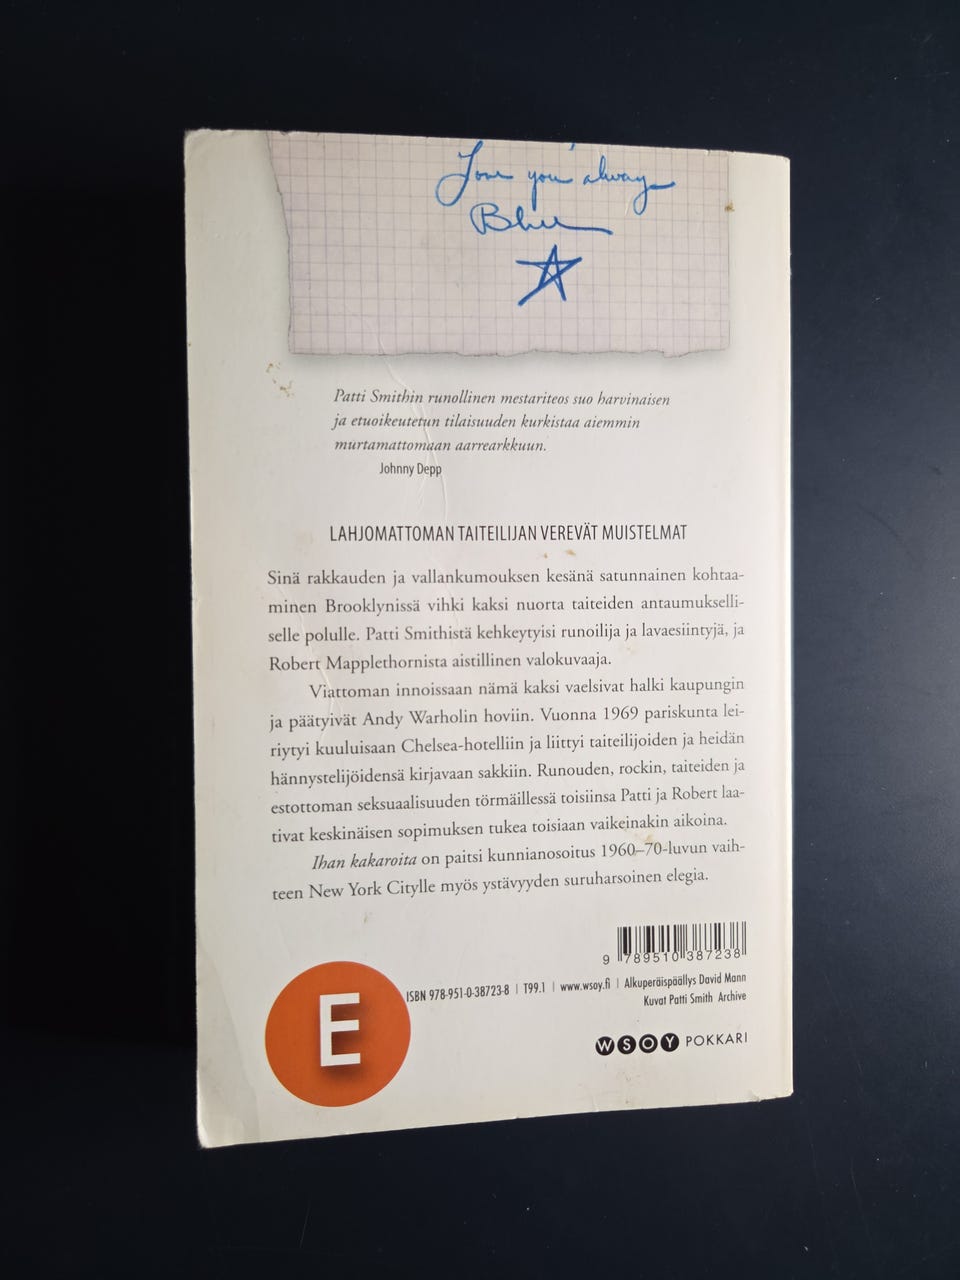 Love you always
Blue
Patti Smithin runollinen mestariteos suo harvinaisen
ja etuoikeutetun tilaisuuden kurkistaa aiemmin
murtamattomaan aarrearkkuun.
Johnny Depp
LAHJOMATTOMAN TAITEILIJAN VEREVÄT MUISTELMAT
Sinä rakkauden ja vallankumouksen kesänä satunnainen kohtaa-
minen Brooklynissä vihki kaksi nuorta taiteiden antaumukselli-
selle polulle. Patti Smithistä kehkeytyisi runoilija ja lavaesiintyjä, ja
Robert Mapplethornista aistillinen valokuvaaja.
Viattoman innoissaan nämä kaksi vaelsivat halki kaupungin
ja päätyivät Andy Warholin hoviin. Vuonna 1969 pariskunta lei-
riytyi kuuluisaan Chelsea-hotelliin ja liittyi taiteilijoiden ja heidän
hännystelijöidensä kirjavaan sakkiin. Runouden, rockin, taiteiden ja
estottoman seksuaalisuuden törmäillessä toisiinsa Patti ja Robert laa-
tivat keskinäisen sopimuksen tukea toisiaan vaikeinakin aikoina.
Ihan kakaroita on paitsi kunnianosoitus 1960–70-luvun vaih-
teen New York Citylle myös ystävyyden suruharsoinen elegia.
9 789510 387238
ISBN 978-951-0-38723-8 | T99.1 | www.wsoy.fi | Alkuperäispäällys David Mann
Kuvat Patti Smith Archive
E
WSOY POKKARI